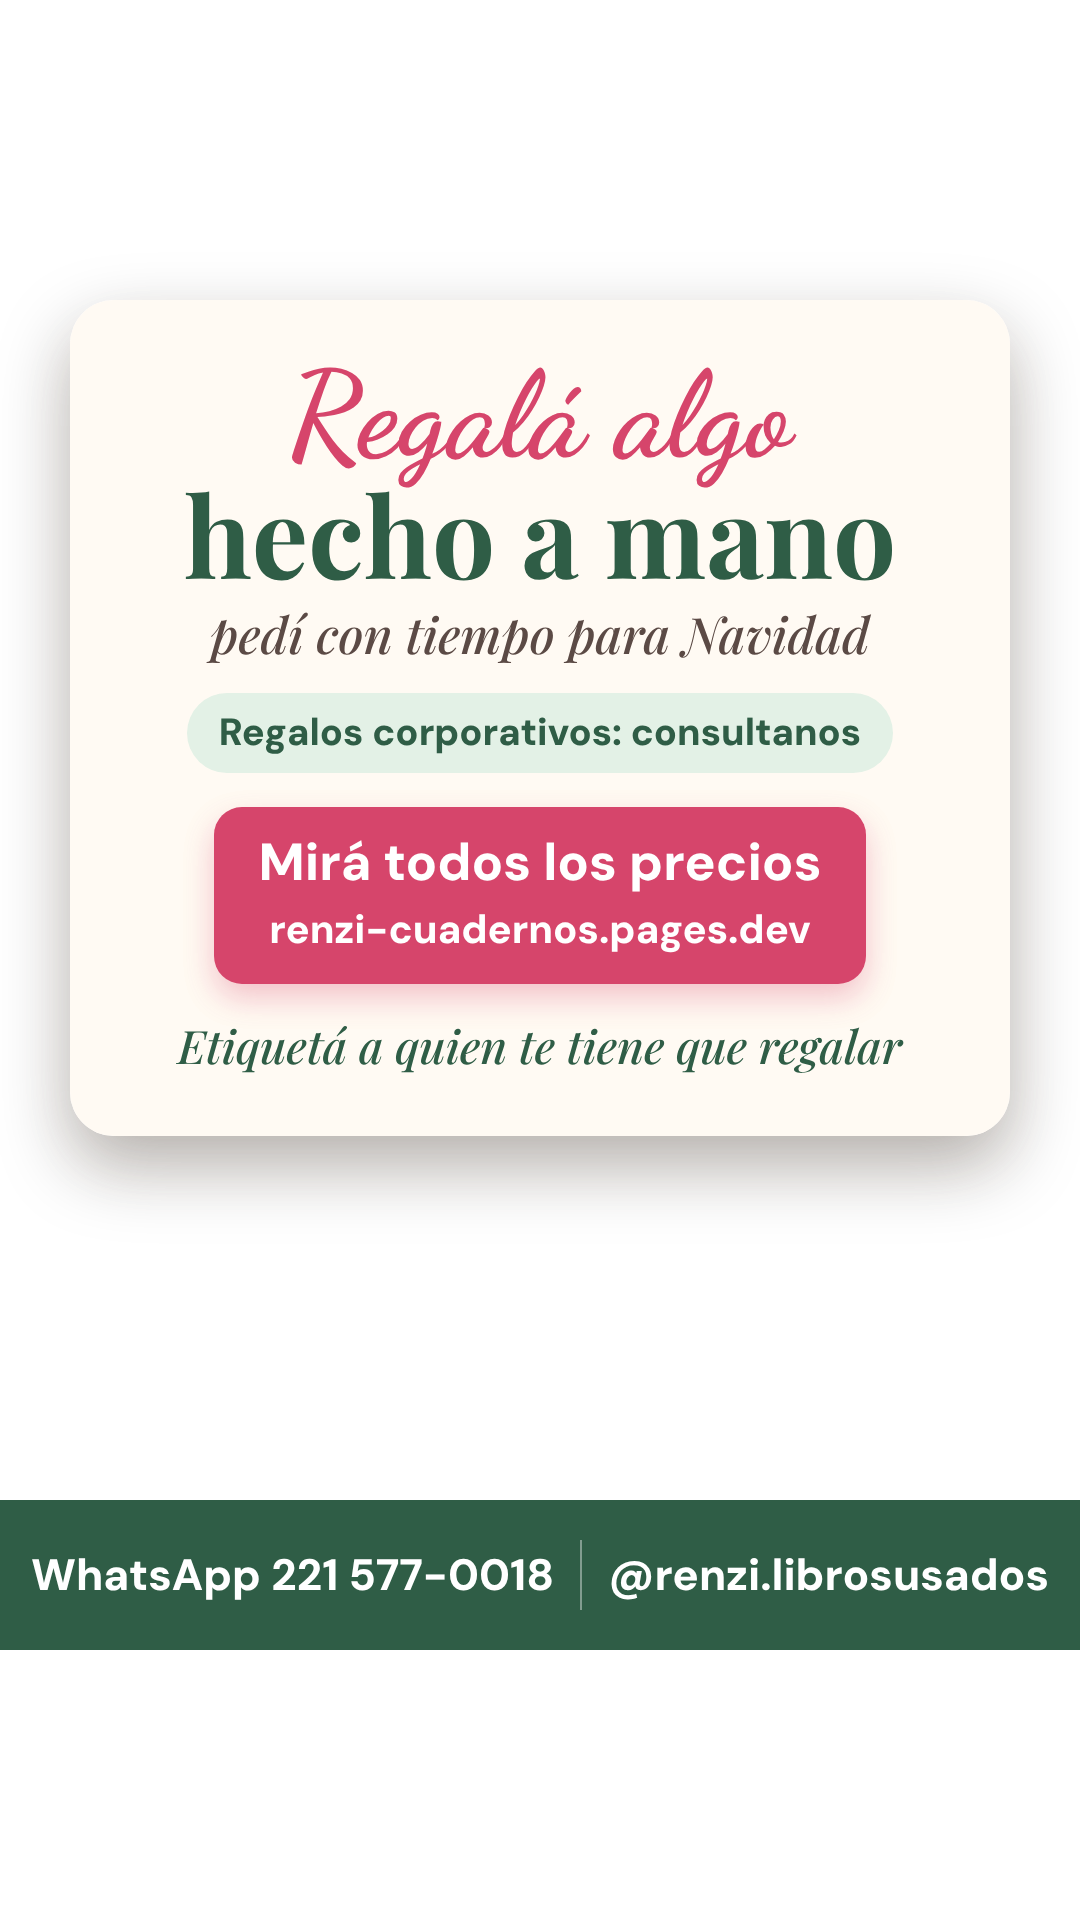 Regalá algo
hecho a mano
pedí con tiempo para Navidad
Regalos corporativos: consultanos
Mirá todos los precios
renzi-cuadernos.pages.dev
Etiquetá a quien te tiene que regalar
WhatsApp 221 577-0018 @renzi.librosusados